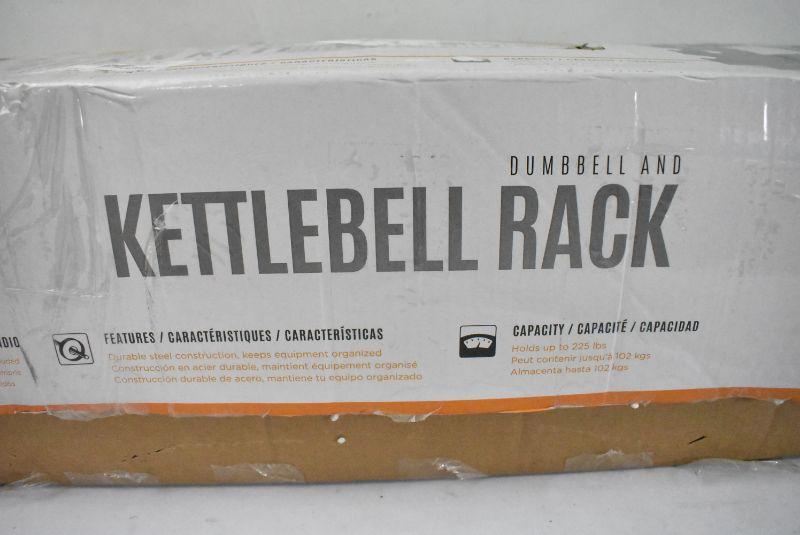 CARACTERÍSTICAS
DUMBBELL AND
KETTLEBELL RACK
FEATURES / CARACTÉRISTIQUES / CARACTERÍSTICAS
Durable steel construction, keeps equipment organized
Construction en acier durable, maintient équipement organisé
Construcción durable de acero, mantiene tu equipo organizado
CAPACITY / CAPACITÉ / CAPACIDAD
Holds up to 225 lbs
Peut contenir jusqu'à 102 kgs
Almacenta hasta 102 kgs